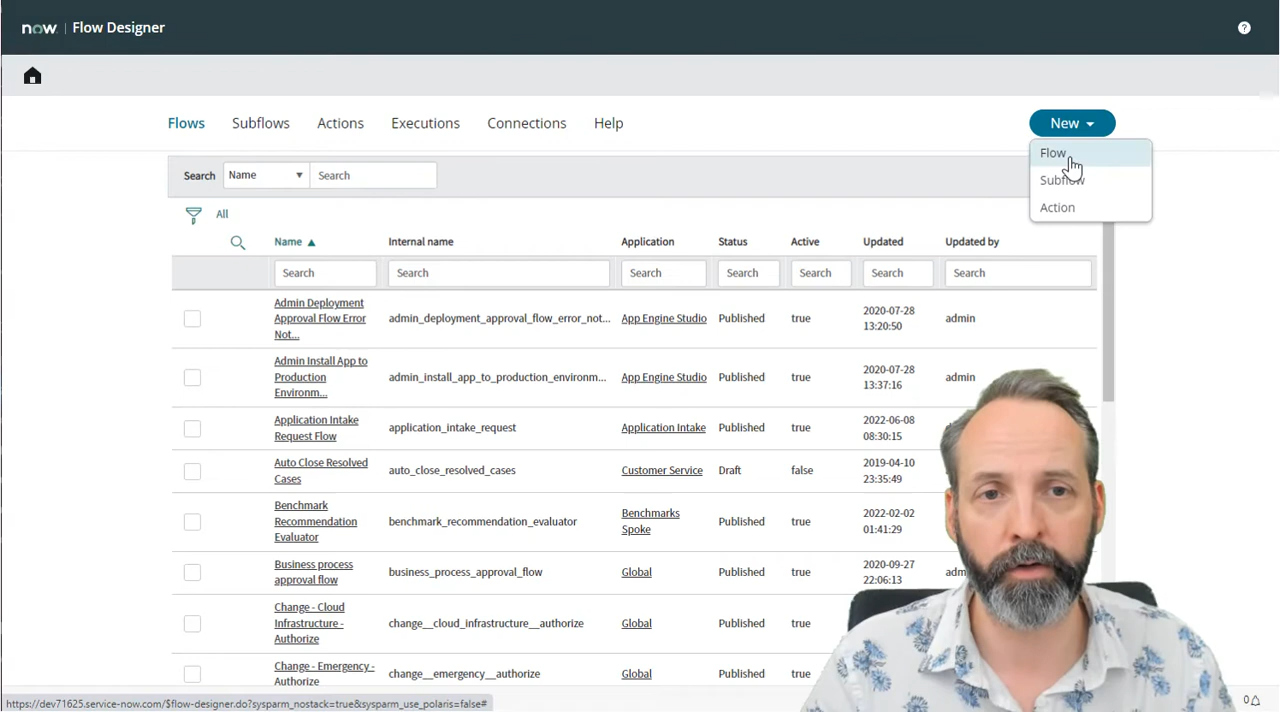 now. | Flow Designer
Flows Subflows Actions Executions Connections Help New
Flow
Subflow
Action
Search Name Search
All
Name Internal name Application Status Active Updated Updated by
Search Search Search Search Search Search Search
Admin Deployment
Approval Flow Error
Not... admin_deployment_approval_flow_error_not... App Engine Studio Published true 2020-07-28
13:20:50 admin
Admin Install App to
Production
Environm... admin_install_app_to_production_environm... App Engine Studio Published true 2020-07-28
13:37:16 admin
Application Intake
Request Flow application_intake_request Application Intake Published true 2022-06-08
08:30:15
Auto Close Resolved
Cases auto_close_resolved_cases Customer Service Draft false 2019-04-10
23:35:49
Benchmark
Recommendation
Evaluator benchmark_recommendation_evaluator Benchmarks
Spoke Published true 2022-02-02
01:41:29
Business process
approval flow business_process_approval_flow Global Published true 2020-09-27
22:06:13
Change - Cloud
Infrastructure -
Authorize change__cloud_infrastructure__authorize Global Published true
Change - Emergency -
Authorize change__emergency__authorize Global Published true
https://dev71625.service-now.com/$flow-designer.do?sysparm_nostack=true&sysparm_use_polaris=false#
0